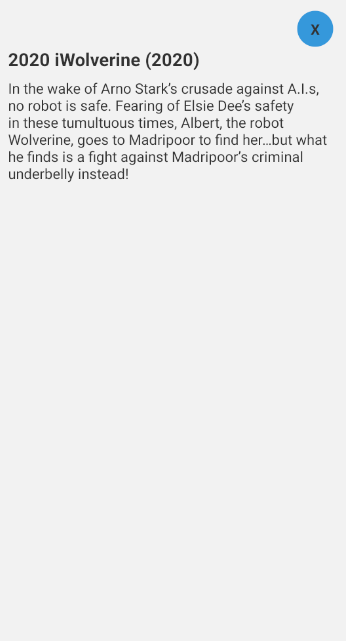 X
2020 iWolverine (2020)
In the wake of Arno Stark’s crusade against A.I.s,
no robot is safe. Fearing of Elsie Dee’s safety
in these tumultuous times, Albert, the robot
Wolverine, goes to Madripoor to find her…but what
he finds is a fight against Madripoor’s criminal
underbelly instead!